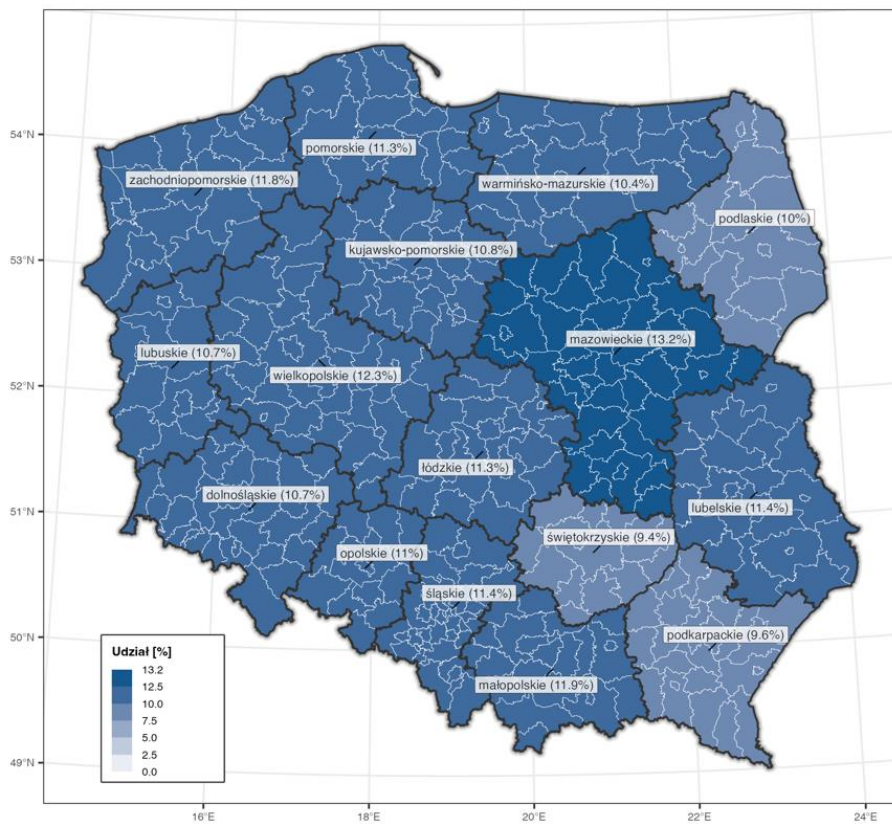 54°N
53°N
52°N
51°N
50°N
49°N
pomorskie (11.3%)
zachodniopomorskie (11.8%)
warmińsko-mazurskie (10.4%)
podlaskie (10%)
kujawsko-pomorskie (10.8%)
mazowieckie (13.2%)
lubuskie (10.7%)
wielkopolskie (12.3%)
łódzkie (11.3%)
dolnośląskie (10.7%)
lubelskie (11.4%)
świętokrzyskie (9.4%)
opolskie (11%)
śląskie (11.4%)
podkarpackie (9.6%)
małopolskie (11.9%)
Udział [%]
13.2
12.5
10.0
7.5
5.0
2.5
0.0
16°E
18°E
20°E
22°E
24°E